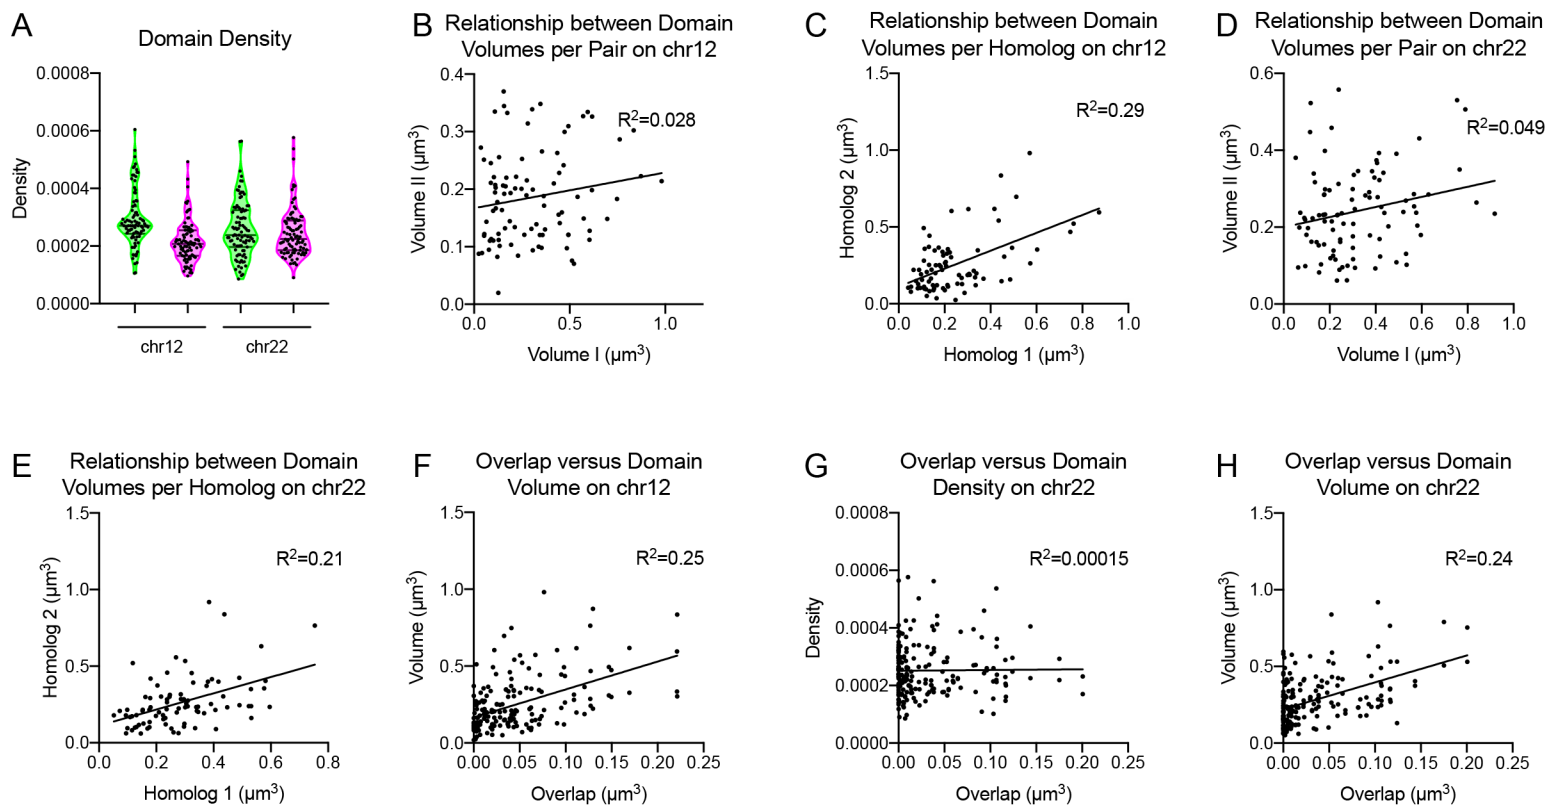 A
Domain Density
0.0008
0.0006
0.0004
0.0002
0.0000
Density
chr12
chr22
B
Relationship between Domain
Volumes per Pair on chr12
R²=0.028
0.4
0.3
0.2
0.1
0.0
Volume II (µm³)
0.0 0.5 1.0
Volume I (µm³)
C
Relationship between Domain
Volumes per Homolog on chr12
R²=0.29
1.5
1.0
0.5
0.0
Homolog 2 (µm³)
0.0 0.2 0.4 0.6 0.8 1.0
Homolog 1 (µm³)
D
Relationship between Domain
Volumes per Pair on chr22
R²=0.049
0.6
0.4
0.2
0.0
Volume II (µm³)
0.0 0.2 0.4 0.6 0.8 1.0
Volume I (µm³)
E
Relationship between Domain
Volumes per Homolog on chr22
R²=0.21
1.5
1.0
0.5
0.0
Homolog 2 (µm³)
0.0 0.2 0.4 0.6 0.8
Homolog 1 (µm³)
F
Overlap versus Domain
Volume on chr12
R²=0.25
1.5
1.0
0.5
0.0
Volume (µm³)
0.00 0.05 0.10 0.15 0.20 0.25
Overlap (µm³)
G
Overlap versus Domain
Density on chr22
R²=0.00015
0.0008
0.0006
0.0004
0.0002
0.0000
Density
0.00 0.05 0.10 0.15 0.20 0.25
Overlap (µm³)
H
Overlap versus Domain
Volume on chr22
R²=0.24
1.5
1.0
0.5
0.0
Volume (µm³)
0.00 0.05 0.10 0.15 0.20 0.25
Overlap (µm³)